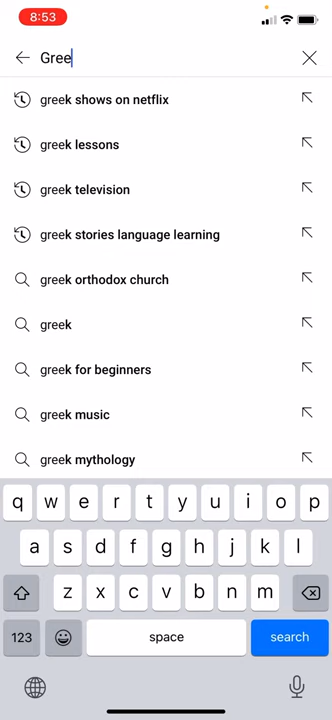 8:53
Gree
greek shows on netflix
greek lessons
greek television
greek stories language learning
greek orthodox church
greek
greek for beginners
greek music
greek mythology
q w e r t y u i o p
a s d f g h j k l
z x c v b n m
123 space search